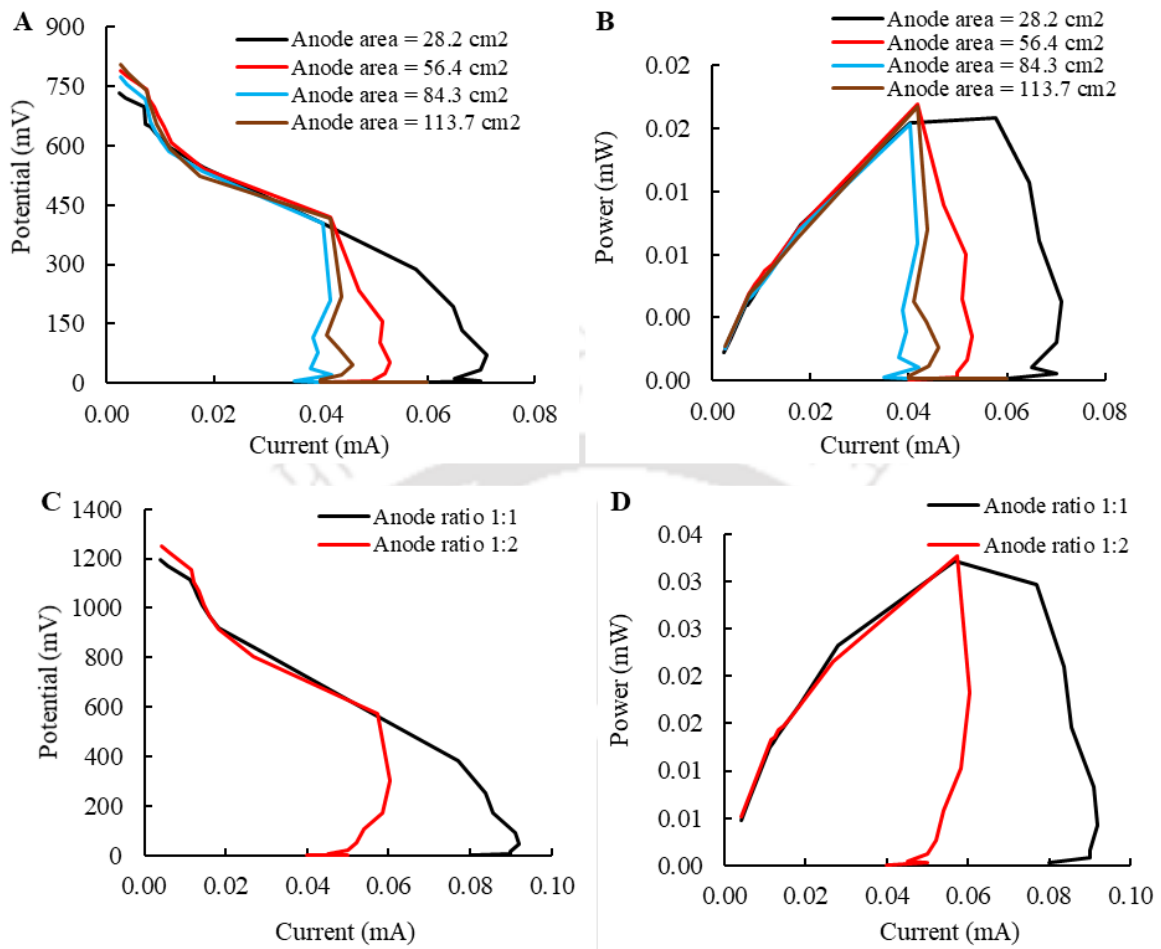 A
900
750
600
450
300
150
0
Potential (mV)
Anode area = 28.2 cm2
Anode area = 56.4 cm2
Anode area = 84.3 cm2
Anode area = 113.7 cm2
0.00 0.02 0.04 0.06 0.08
Current (mA)
B
0.02
0.02
0.01
0.01
0.00
0.00
Power (mW)
Anode area = 28.2 cm2
Anode area = 56.4 cm2
Anode area = 84.3 cm2
Anode area = 113.7 cm2
0.00 0.02 0.04 0.06 0.08
Current (mA)
C
1400
1200
1000
800
600
400
200
0
Potential (mV)
Anode ratio 1:1
Anode ratio 1:2
0.00 0.02 0.04 0.06 0.08 0.10
Current (mA)
D
0.04
0.03
0.03
0.02
0.02
0.01
0.01
0.00
Power (mW)
Anode ratio 1:1
Anode ratio 1:2
0.00 0.02 0.04 0.06 0.08 0.10
Current (mA)